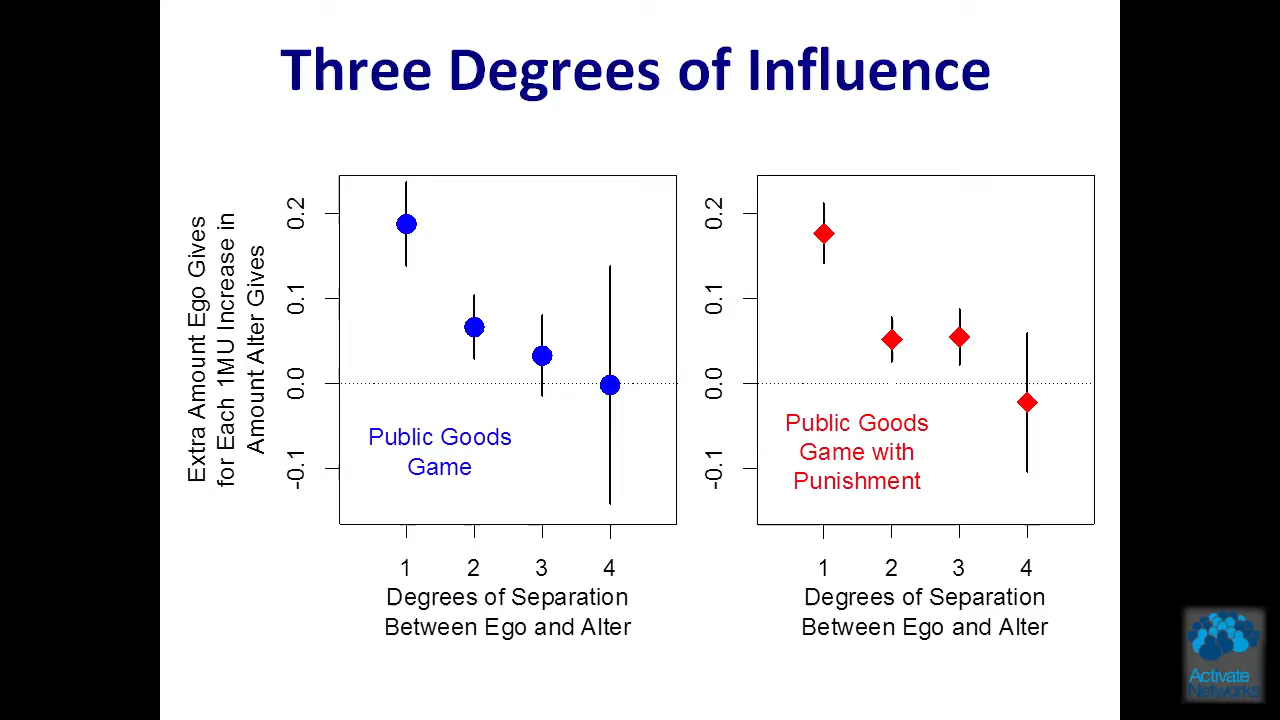 Three Degrees of Influence
Extra Amount Ego Gives
for Each 1MU Increase in
Amount Alter Gives
0.2
0.1
0.0
-0.1
Public Goods
Game
1 2 3 4
Degrees of Separation
Between Ego and Alter
0.2
0.1
0.0
-0.1
Public Goods
Game with
Punishment
1 2 3 4
Degrees of Separation
Between Ego and Alter
Activate
Networks